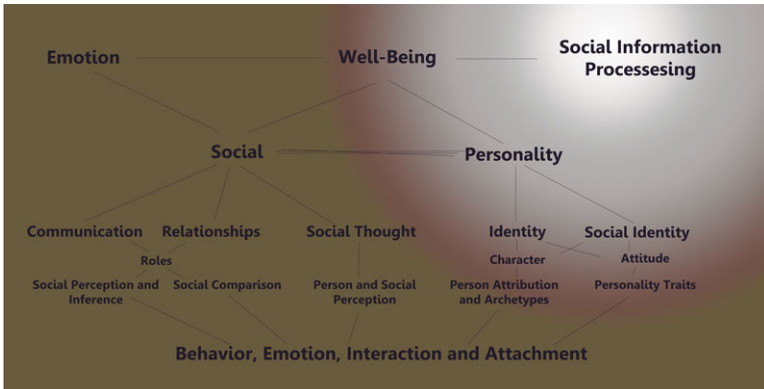 Emotion
Well-Being
Social Information
Processesing
Social
Personality
Communication
Relationships
Social Thought
Identity
Social Identity
Roles
Character
Attitude
Social Perception and
Inference
Social Comparison
Person and Social
Perception
Person Attribution
and Archetypes
Personality Traits
Behavior, Emotion, Interaction and Attachment